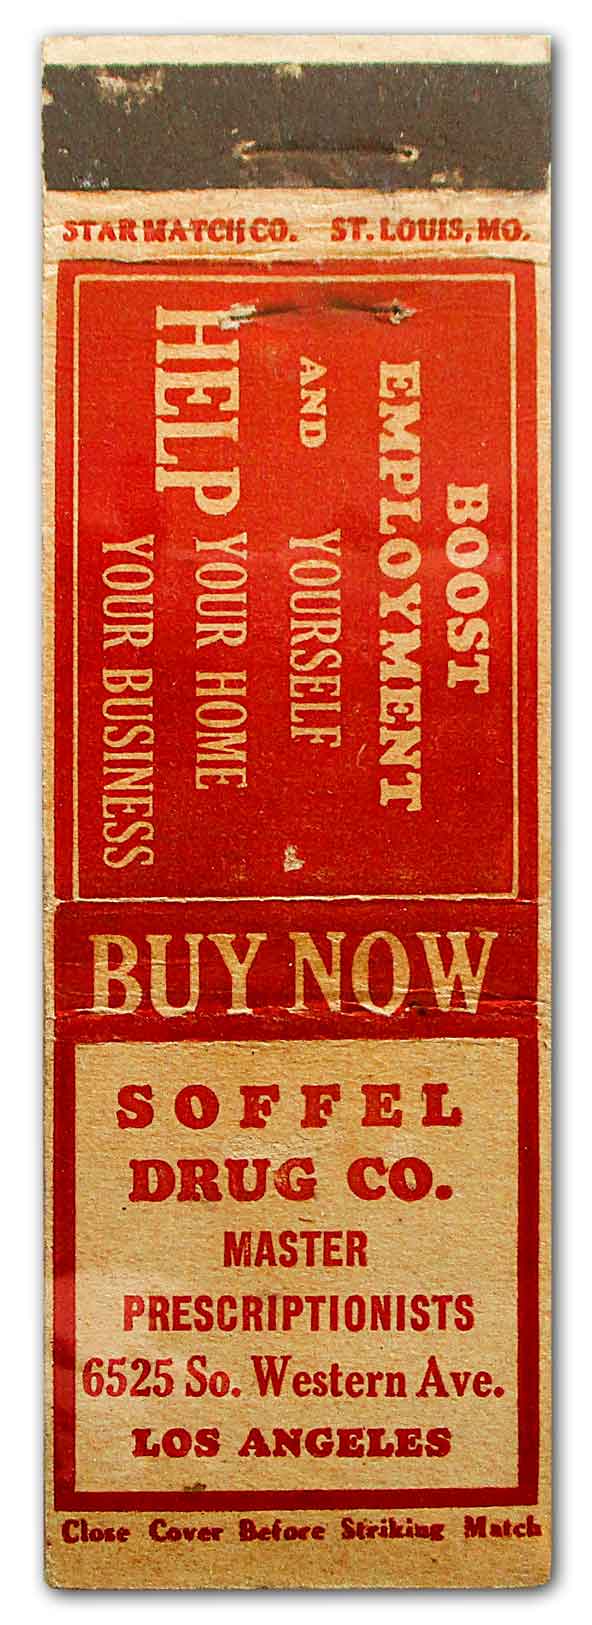 STAR MATCH CO. ST. LOUIS, MO.
BOOST
EMPLOYMENT
AND
YOURSELF
HELP YOUR HOME
YOUR BUSINESS
BUY NOW
SOFFEL
DRUG CO.
MASTER
PRESCRIPTIONISTS
6525 So. Western Ave.
LOS ANGELES
Close Cover Before Striking Match